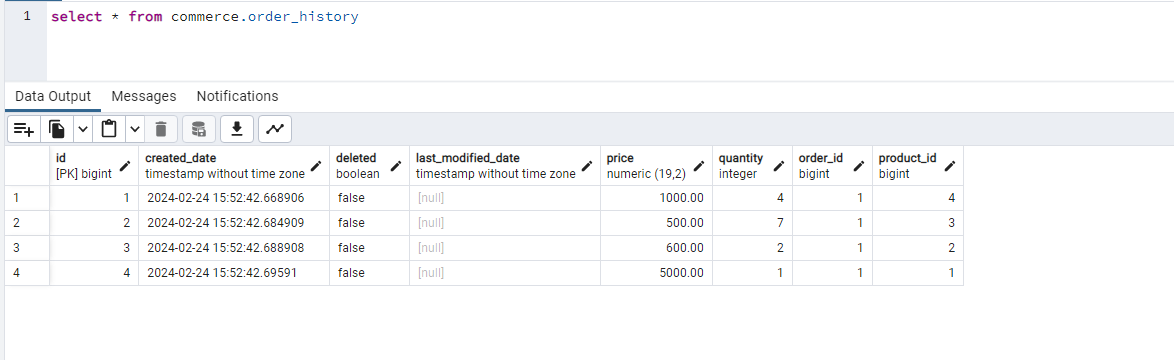 1 select * from commerce.order_history
Data Output Messages Notifications
id created_date deleted last_modified_date price quantity order_id product_id
[PK] bigint timestamp without time zone boolean timestamp without time zone numeric (19,2) integer bigint bigint
1 1 2024-02-24 15:52:42.668906 false [null] 1000.00 4 1 4
2 2 2024-02-24 15:52:42.684909 false [null] 500.00 7 1 3
3 3 2024-02-24 15:52:42.688908 false [null] 600.00 2 1 2
4 4 2024-02-24 15:52:42.69591 false [null] 5000.00 1 1 1